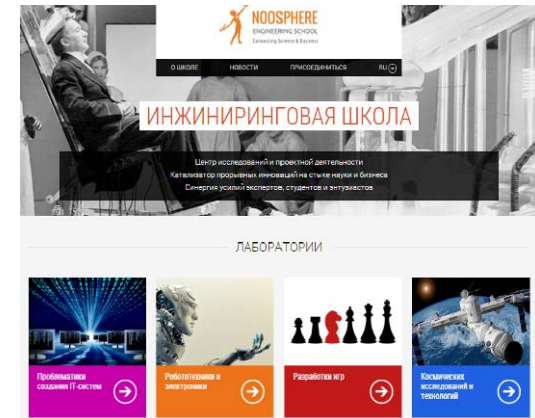 NOOSPHERE
ENGINEERING SCHOOL
Connecting Science & Business
О ШКОЛЕ НОВОСТИ ПРИСОЕДИНИТЬСЯ RU
ИНЖИНИРИНГОВАЯ ШКОЛА
Центр исследований и проектной деятельности
Катализатор прорывных инноваций на стыке науки и бизнеса
Синергия усилий экспертов, студентов и энтузиастов
ЛАБОРАТОРИИ
Проблематики
создания IT-систем
Робототехники и
электроники
Разработки игр
Космических
исследований и
технологий